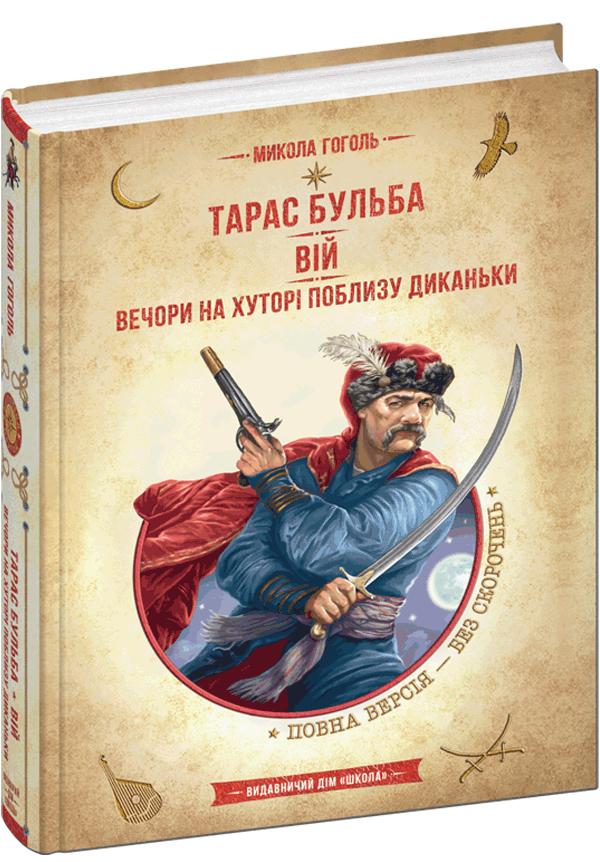 МИКОЛА ГОГОЛЬ
ТАРАС БУЛЬБА
ВІЙ
ВЕЧОРИ НА ХУТОРІ ПОБЛИЗУ ДИКАНЬКИ
ПОВНА ВЕРСІЯ — БЕЗ СКОРОЧЕНЬ
ВИДАВНИЧИЙ ДІМ «ШКОЛА»
МИКОЛА ГОГОЛЬ
ТАРАС БУЛЬБА • ВІЙ
ВЕЧОРИ НА ХУТОРІ ПОБЛИЗУ ДИКАНЬКИ